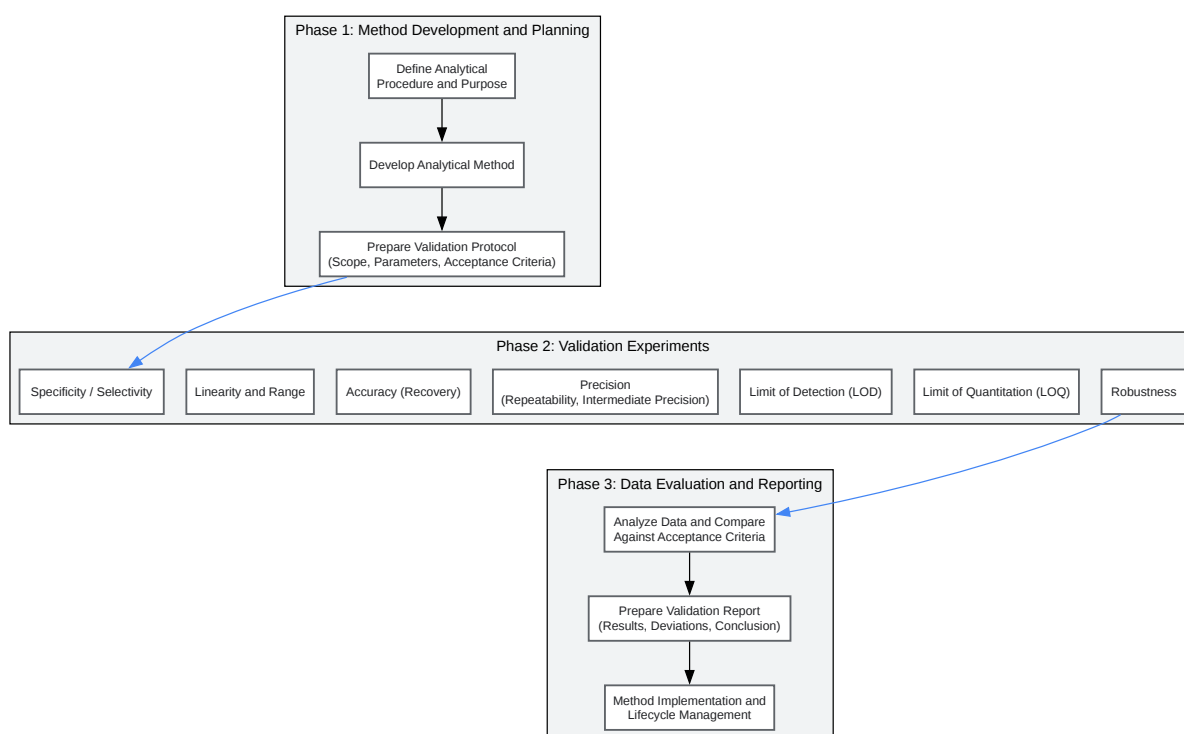 Phase 1: Method Development and Planning
Define Analytical
Procedure and Purpose
Develop Analytical Method
Prepare Validation Protocol
(Scope, Parameters, Acceptance Criteria)
Phase 2: Validation Experiments
Specificity / Selectivity
Linearity and Range
Accuracy (Recovery)
Precision
(Repeatability, Intermediate Precision)
Limit of Detection (LOD)
Limit of Quantitation (LOQ)
Robustness
Phase 3: Data Evaluation and Reporting
Analyze Data and Compare
Against Acceptance Criteria
Prepare Validation Report
(Results, Deviations, Conclusion)
Method Implementation and
Lifecycle Management